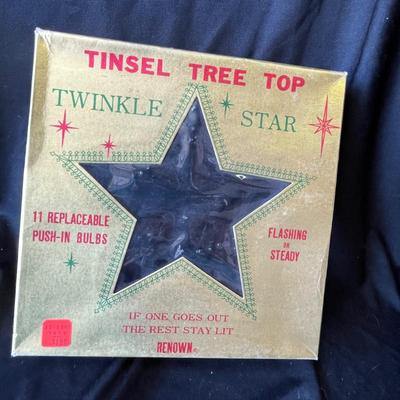 TINSEL TREE TOP
TWINKLE STAR
11 REPLACEABLE
PUSH-IN BULBS
FLASHING
OR
STEADY
IF ONE GOES OUT
THE REST STAY LIT
RENOWN